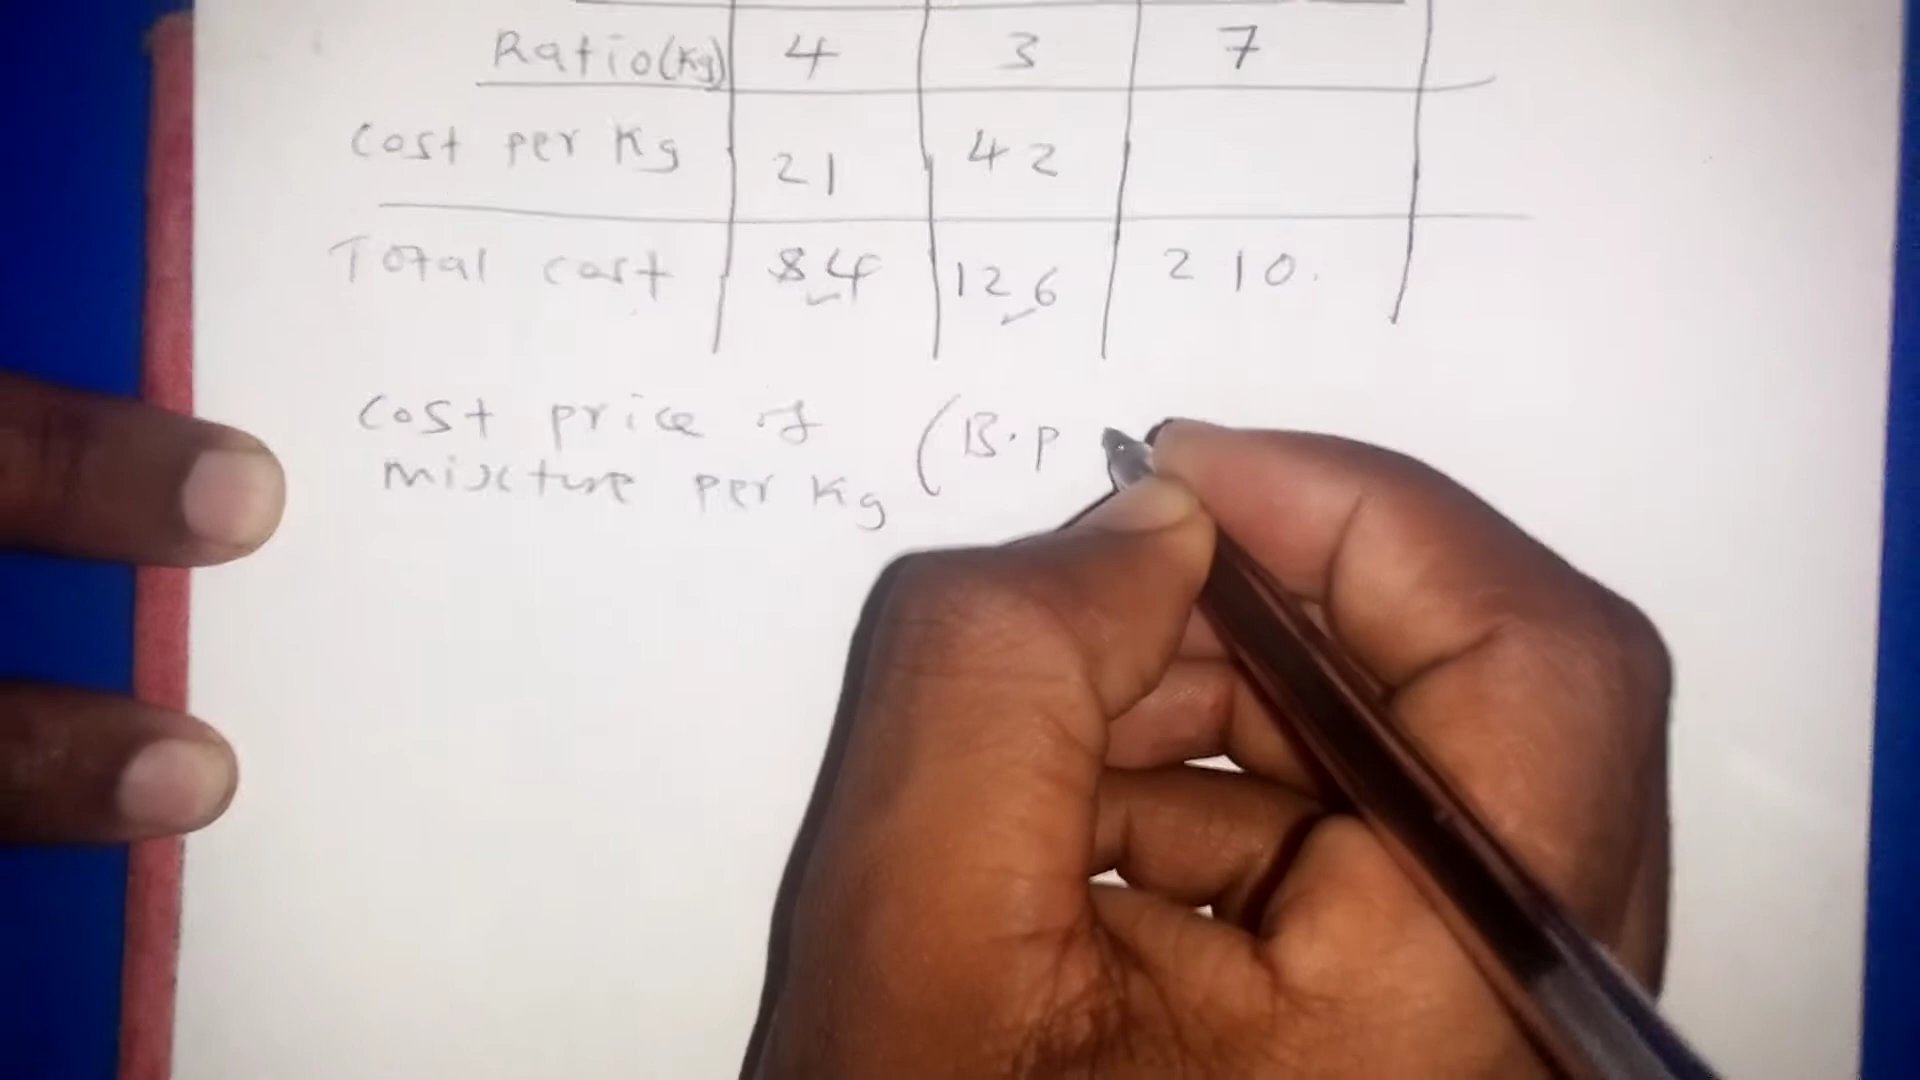 Ratio(Kg) 4 3 7
Cost per Kg 21 42
Total cost 84 126 210.
Cost price of (B.P
mixture per Kg